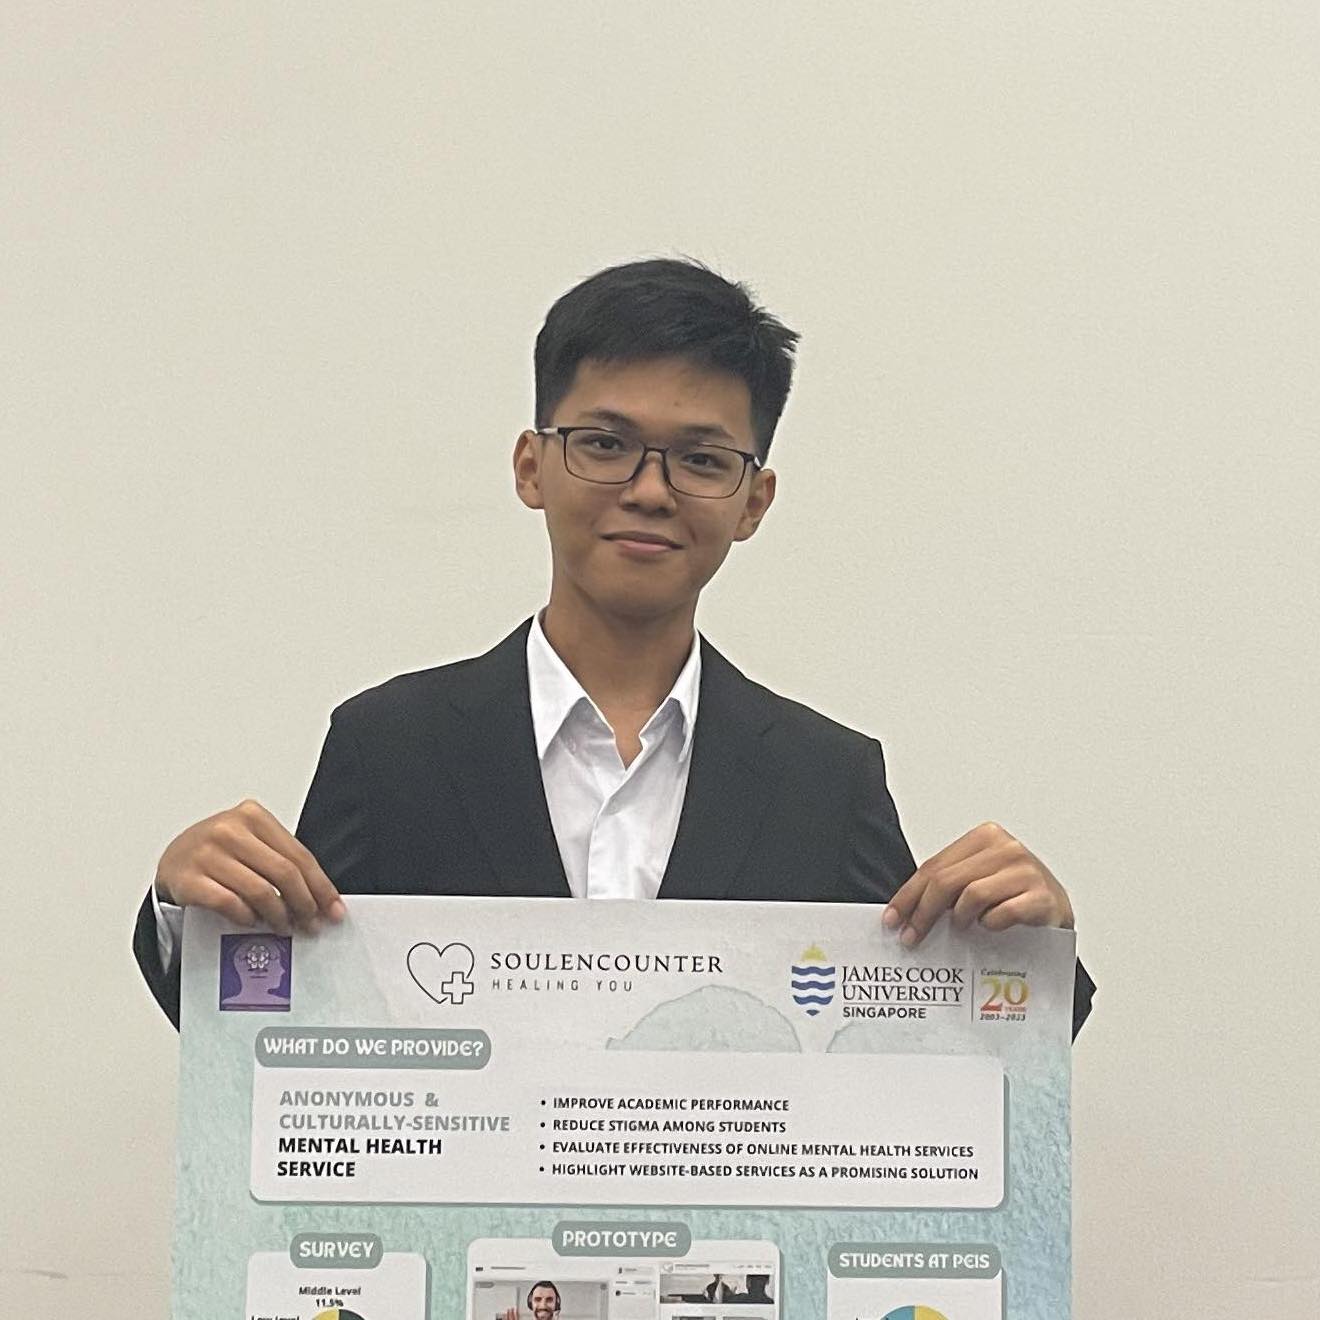 SOULENCOUNTER
HEALING YOU
JAMES COOK
UNIVERSITY
SINGAPORE
Celebrating
20
YEARS
2003-2023
WHAT DO WE PROVIDE?
ANONYMOUS &
CULTURALLY-SENSITIVE
MENTAL HEALTH
SERVICE
• IMPROVE ACADEMIC PERFORMANCE
• REDUCE STIGMA AMONG STUDENTS
• EVALUATE EFFECTIVENESS OF ONLINE MENTAL HEALTH SERVICES
• HIGHLIGHT WEBSITE-BASED SERVICES AS A PROMISING SOLUTION
SURVEY
PROTOTYPE
STUDENTS AT PEIS
Middle Level
11.5%